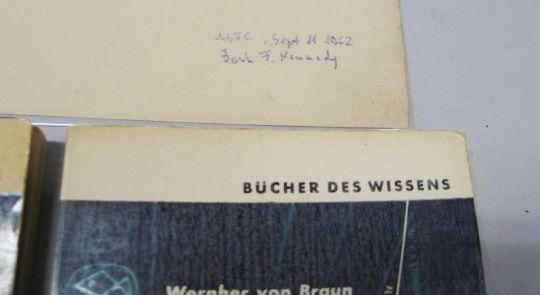 MSFC, Sept 11 1962
John F. Kennedy
BÜCHER DES WISSENS
Wernher von Braun